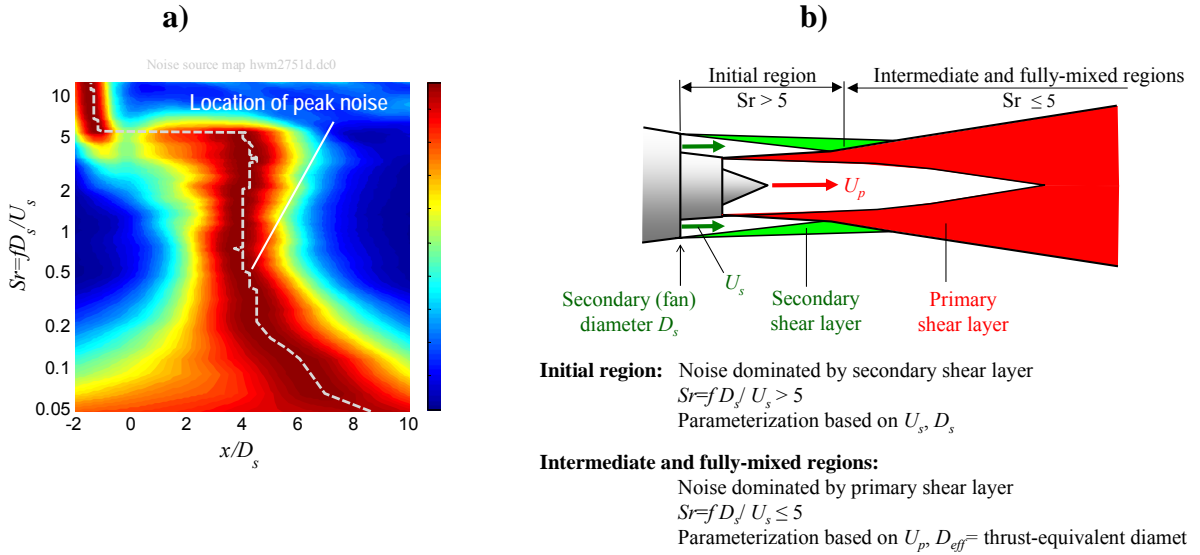 a)
Noise source map hwm2751d.dc0
Location of peak noise
Sr=fD_s/U_s
10
5
2
1
0.5
0.2
0.1
0.05
-2 0 2 4 6 8 10
x/D_s
b)
Initial region
Sr > 5
Intermediate and fully-mixed regions
Sr ≤ 5
U_p
U_s
Secondary (fan)
diameter D_s
Secondary
shear layer
Primary
shear layer
Initial region: Noise dominated by secondary shear layer
Sr=f D_s/ U_s > 5
Parameterization based on U_s, D_s
Intermediate and fully-mixed regions:
Noise dominated by primary shear layer
Sr=f D_s/ U_s ≤ 5
Parameterization based on U_p, D_eff= thrust-equivalent diamet